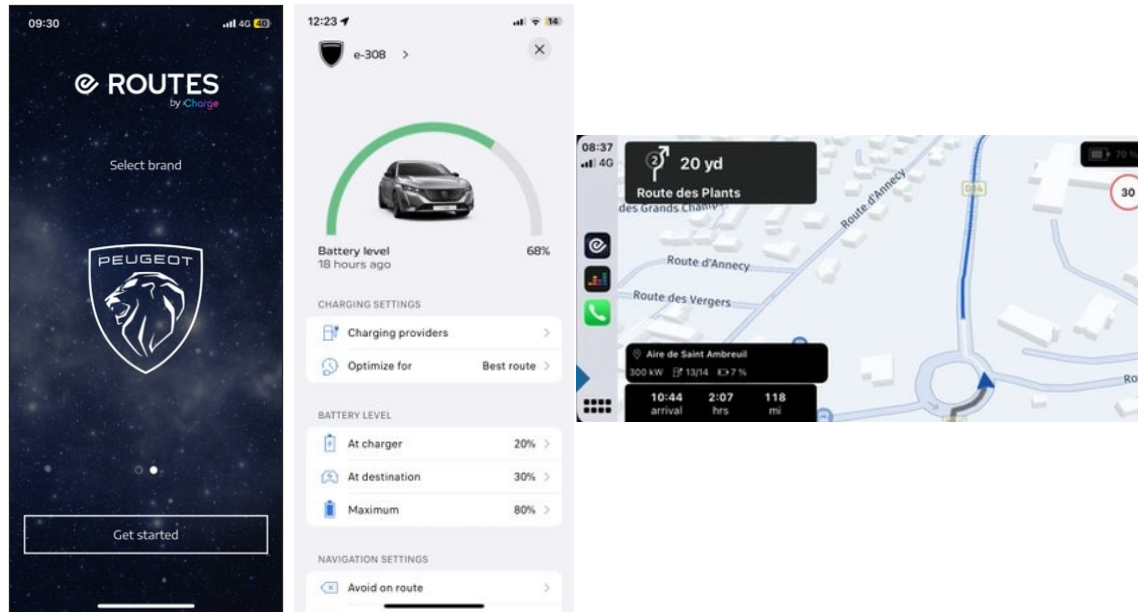 09:30
4G 40
ROUTES
by iCharge
Select brand
PEUGEOT
Get started
12:23
14
e-308 >
Battery level 68%
18 hours ago
CHARGING SETTINGS
Charging providers >
Optimize for Best route >
BATTERY LEVEL
At charger 20% >
At destination 30% >
Maximum 80% >
NAVIGATION SETTINGS
Avoid on route >
08:37
4G
2
20 yd
Route des Plants
70 %
30
des Grands
Route d'Annecy
Route d'Annecy
Route des Vergers
Aire de Saint Ambreuil
300 kW 13/14 7 %
10:44 2:07 118
arrival hrs mi
Ro